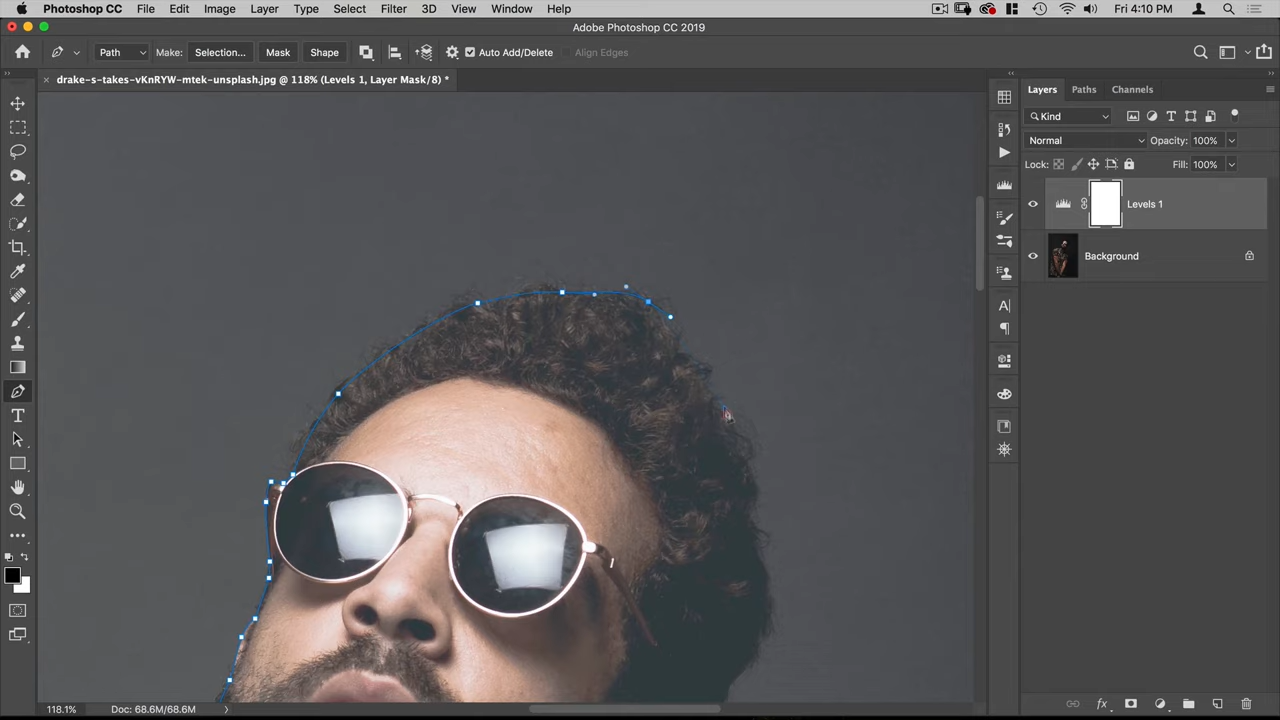 Photoshop CC File Edit Image Layer Type Select Filter 3D View Window Help Fri 4:10 PM
Adobe Photoshop CC 2019
Path Make: Selection... Mask Shape Auto Add/Delete Align Edges
drake-s-takes-vKnRYW-mtek-unsplash.jpg @ 118% (Levels 1, Layer Mask/8) *
Layers Paths Channels
Kind
Normal Opacity: 100%
Lock: Fill: 100%
Levels 1
Background
118.1% Doc: 68.6M/68.6M